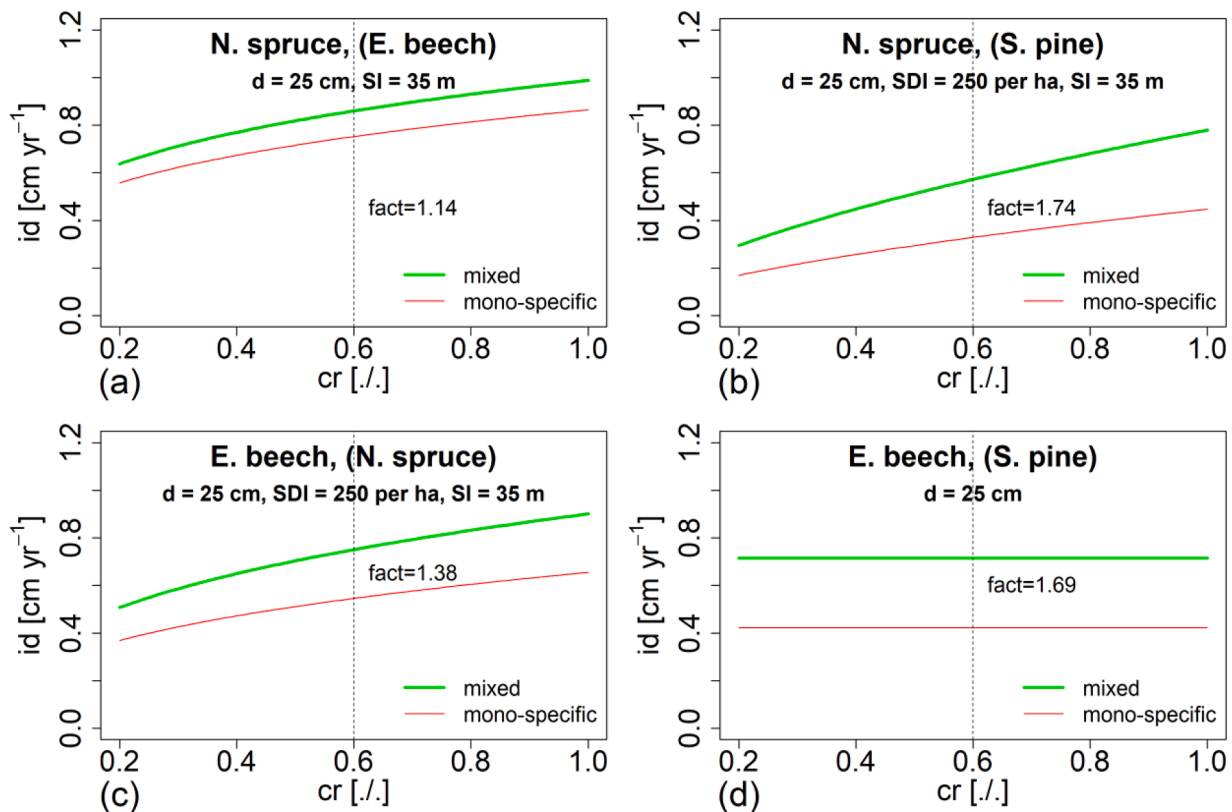 N. spruce, (E. beech)
d = 25 cm, SI = 35 m
id [cm yr⁻¹]
1.2
0.8
0.4
0.0
fact=1.14
mixed
mono-specific
0.2 0.4 0.6 0.8 1.0
cr [./.]
(a)
N. spruce, (S. pine)
d = 25 cm, SDI = 250 per ha, SI = 35 m
id [cm yr⁻¹]
1.2
0.8
0.4
0.0
fact=1.74
mixed
mono-specific
0.2 0.4 0.6 0.8 1.0
cr [./.]
(b)
E. beech, (N. spruce)
d = 25 cm, SDI = 250 per ha, SI = 35 m
id [cm yr⁻¹]
1.2
0.8
0.4
0.0
fact=1.38
mixed
mono-specific
0.2 0.4 0.6 0.8 1.0
cr [./.]
(c)
E. beech, (S. pine)
d = 25 cm
id [cm yr⁻¹]
1.2
0.8
0.4
0.0
fact=1.69
mixed
mono-specific
0.2 0.4 0.6 0.8 1.0
cr [./.]
(d)